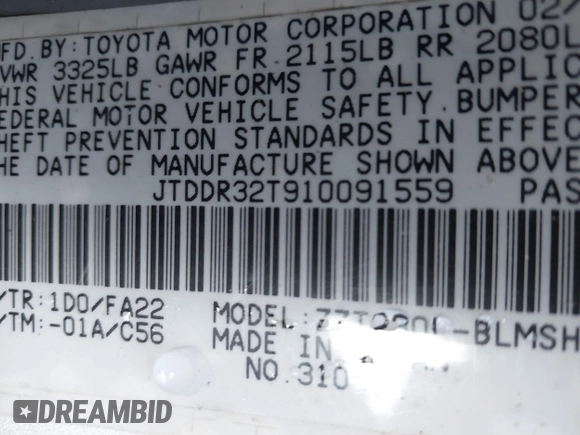 MFD. BY: TOYOTA MOTOR CORPORATION 02/
GVWR 3325LB GAWR FR 2115LB RR 2080L
THIS VEHICLE CONFORMS TO ALL APPLIC
FEDERAL MOTOR VEHICLE SAFETY, BUMPER
THEFT PREVENTION STANDARDS IN EFFEC
THE DATE OF MANUFACTURE SHOWN ABOVE
JTDDR32T910091559 PAS
/TR:1D0/FA22 MODEL:
-BLMSH
/TM:-01A/C56 MADE IN
NO.310
DREAMBID